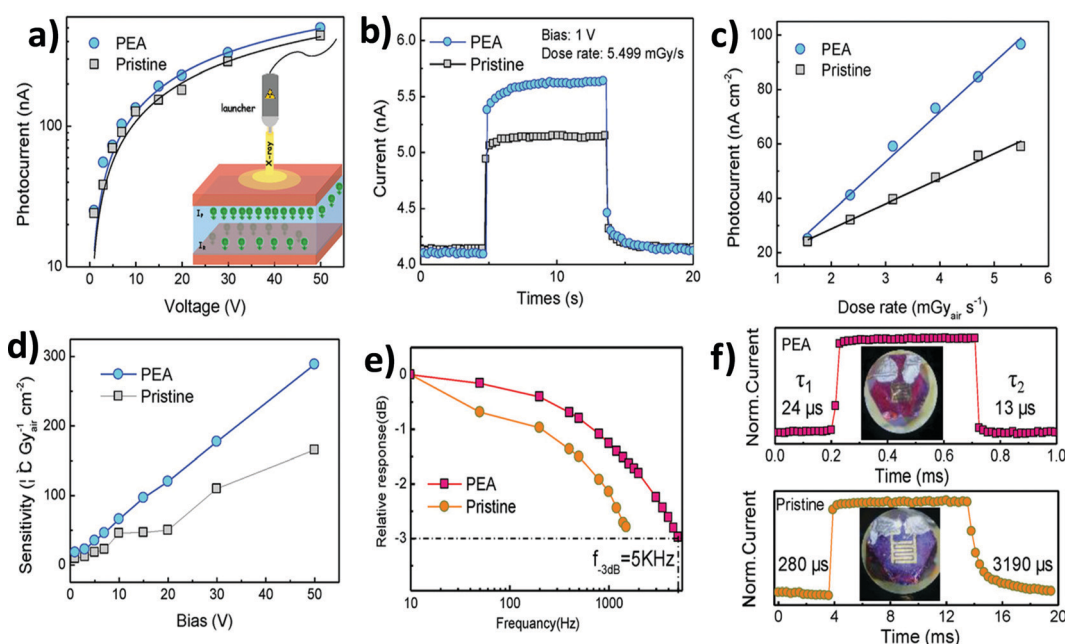 a)
PEA
Pristine
launcher
X-ray
I,
I,
100
10
0
10
20
30
40
50
Photocurrent (nA)
Voltage (V)
b)
PEA
Pristine
Bias: 1 V
Dose rate: 5.499 mGy/s
6.0
5.5
5.0
4.5
4.0
0
5
10
15
20
Current (nA)
Times (s)
c)
PEA
Pristine
100
80
60
40
20
1
2
3
4
5
6
Photocurrent (nA cm⁻²)
Dose rate (mGy_air s⁻¹)
d)
PEA
Pristine
300
200
100
0
0
10
20
30
40
50
Sensitivity (¦ Ì C Gy⁻¹_air cm⁻²)
Bias (V)
e)
PEA
Pristine
f₋₃dB=5KHz
0
-1
-2
-3
10
100
1000
Relative response(dB)
Frequency(Hz)
f)
PEA
τ₁
24 µs
τ₂
13 µs
Norm.Current
0.0
0.2
0.4
0.6
0.8
1.0
Time (ms)
Pristine
280 µs
3190 µs
Norm.Current
0
4
8
12
16
20
Time (ms)